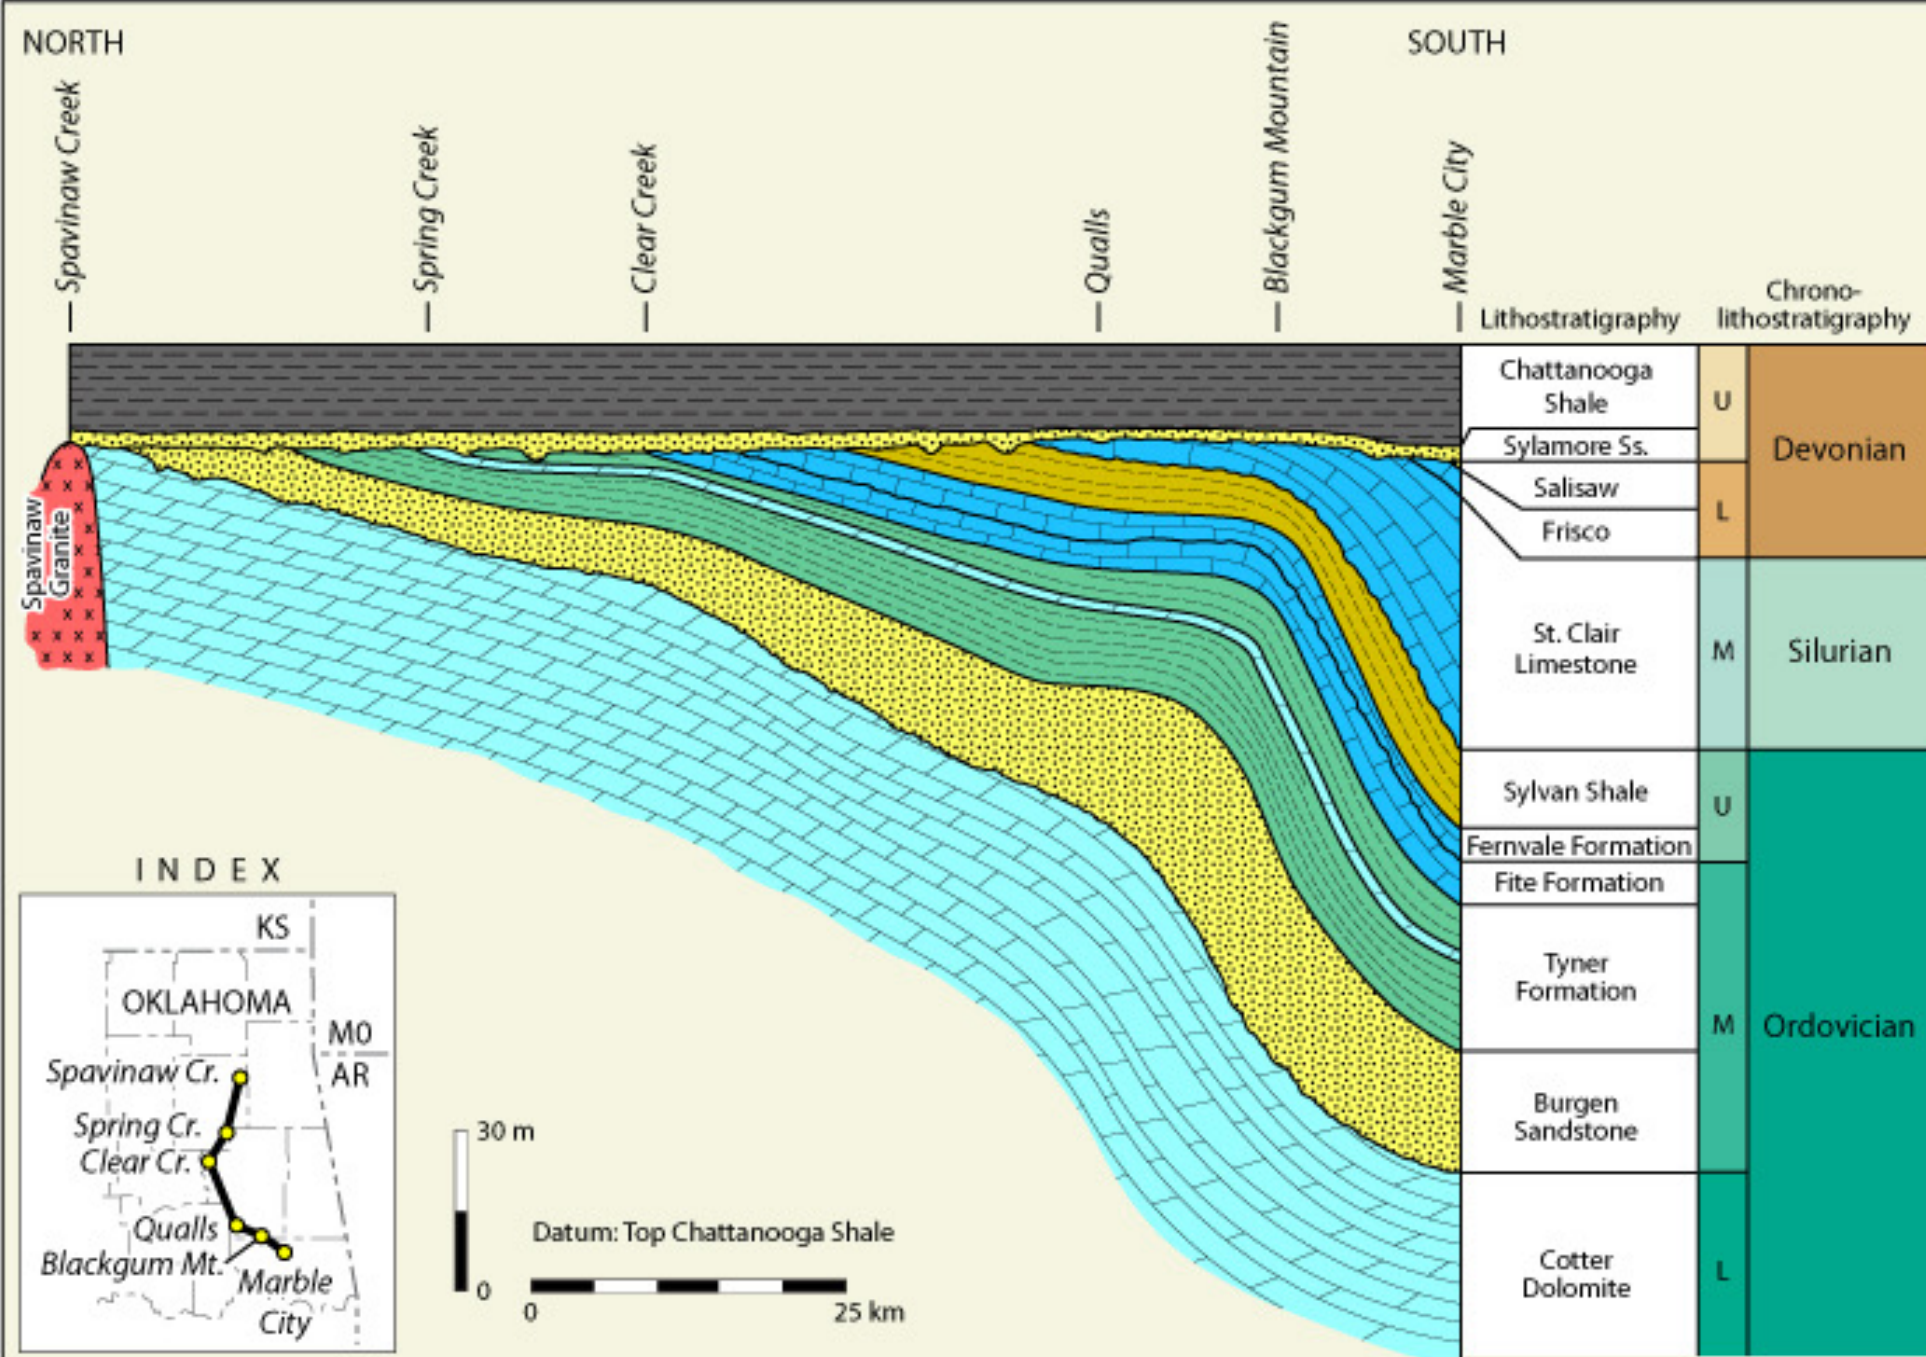 NORTH
SOUTH
Spavinaw Creek
Spring Creek
Clear Creek
Qualls
Blackgum Mountain
Marble City
Lithostratigraphy
Chrono-
lithostratigraphy
Chattanooga
Shale
Sylamore Ss.
Salisaw
Frisco
St. Clair
Limestone
Sylvan Shale
Fernvale Formation
Fite Formation
Tyner
Formation
Burgen
Sandstone
Cotter
Dolomite
U
L
M
U
M
L
Devonian
Silurian
Ordovician
Spavinaw
Granite
INDEX
KS
OKLAHOMA
MO
AR
Spavinaw Cr.
Spring Cr.
Clear Cr.
Qualls
Blackgum Mt.
Marble
City
30 m
0
Datum: Top Chattanooga Shale
0
25 km